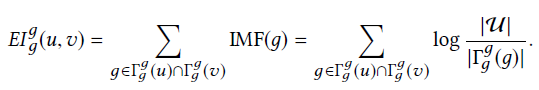 EI_g^g(u, v) = ∑_{g∈Γ_g^g(u)∩Γ_g^g(v)} IMF(g) = ∑_{g∈Γ_g^g(u)∩Γ_g^g(v)} log |𝒰| / |Γ_g^g(g)|.